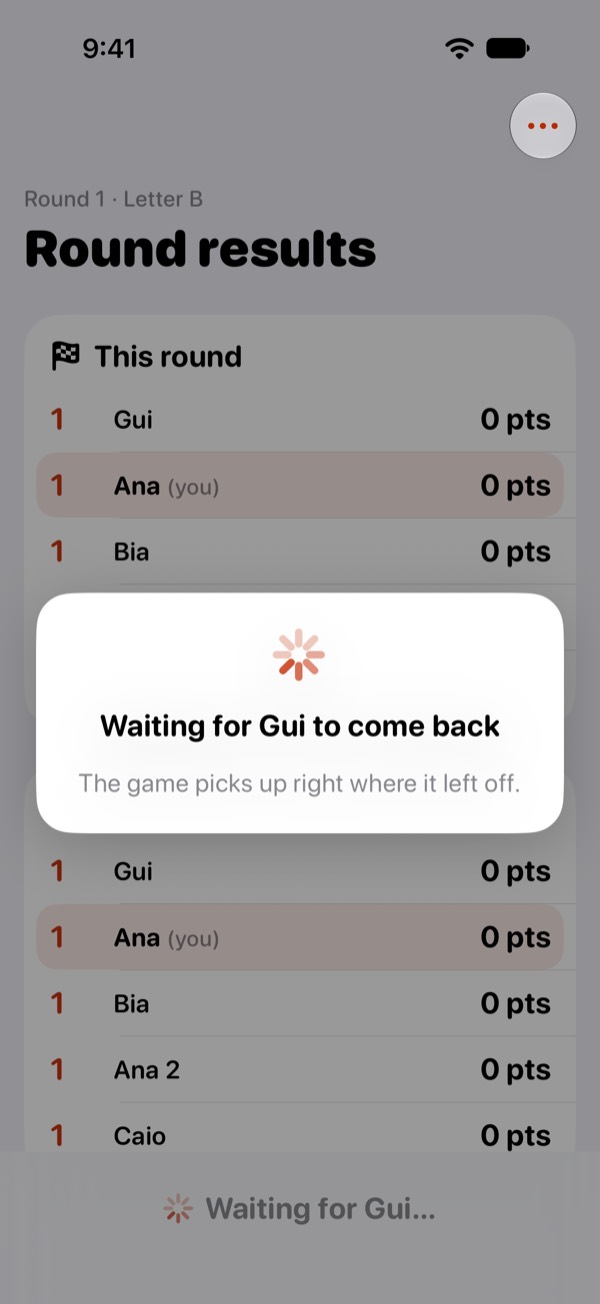 9:41
Round 1 · Letter B
Round results
This round
1 Gui 0 pts
1 Ana (you) 0 pts
1 Bia 0 pts
Waiting for Gui to come back
The game picks up right where it left off.
1 Gui 0 pts
1 Ana (you) 0 pts
1 Bia 0 pts
1 Ana 2 0 pts
1 Caio 0 pts
Waiting for Gui...